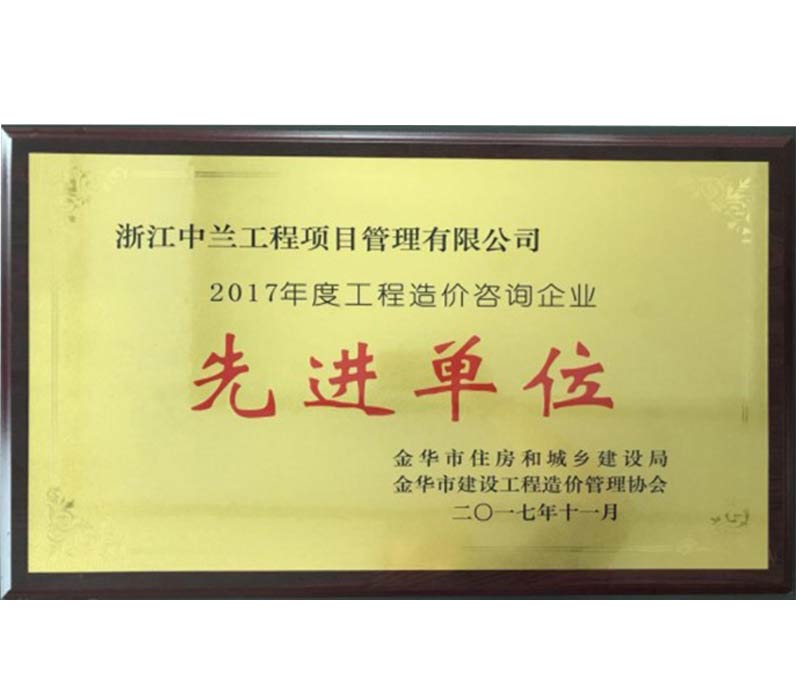 浙江中兰工程项目管理有限公司
2017年度工程造价咨询企业
先进单位
金华市住房和城乡建设局
金华市建设工程造价管理协会
二〇一七年十一月